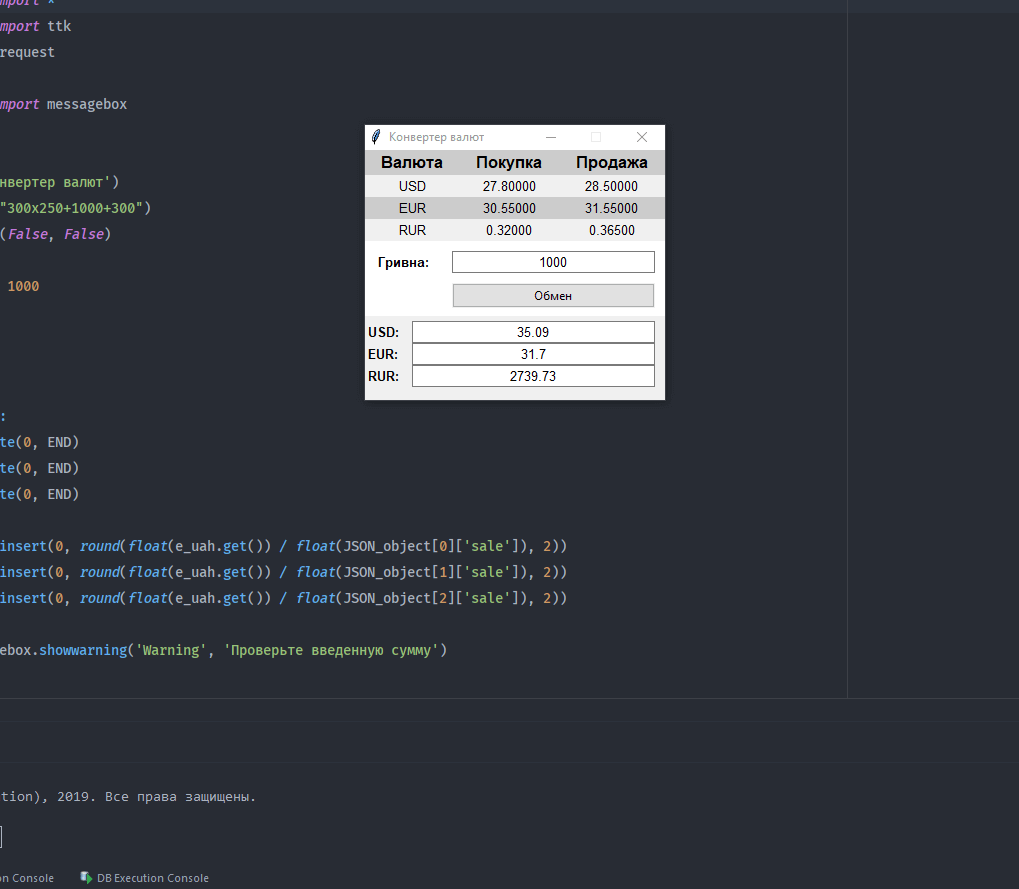 mport *
mport ttk
request
mport messagebox
нвертер валют')
"300x250+1000+300")
(False, False)
1000
:
te(0, END)
te(0, END)
te(0, END)
insert(0, round(float(e_uah.get()) / float(JSON_object[0]['sale']), 2))
insert(0, round(float(e_uah.get()) / float(JSON_object[1]['sale']), 2))
insert(0, round(float(e_uah.get()) / float(JSON_object[2]['sale']), 2))
ebox.showwarning('Warning', 'Проверьте введенную сумму')
Конвертер валют
Валюта Покупка Продажа
USD 27.80000 28.50000
EUR 30.55000 31.55000
RUR 0.32000 0.36500
Гривна: 1000
Обмен
USD: 35.09
EUR: 31.7
RUR: 2739.73
tion), 2019. Все права защищены.
on Console DB Execution Console